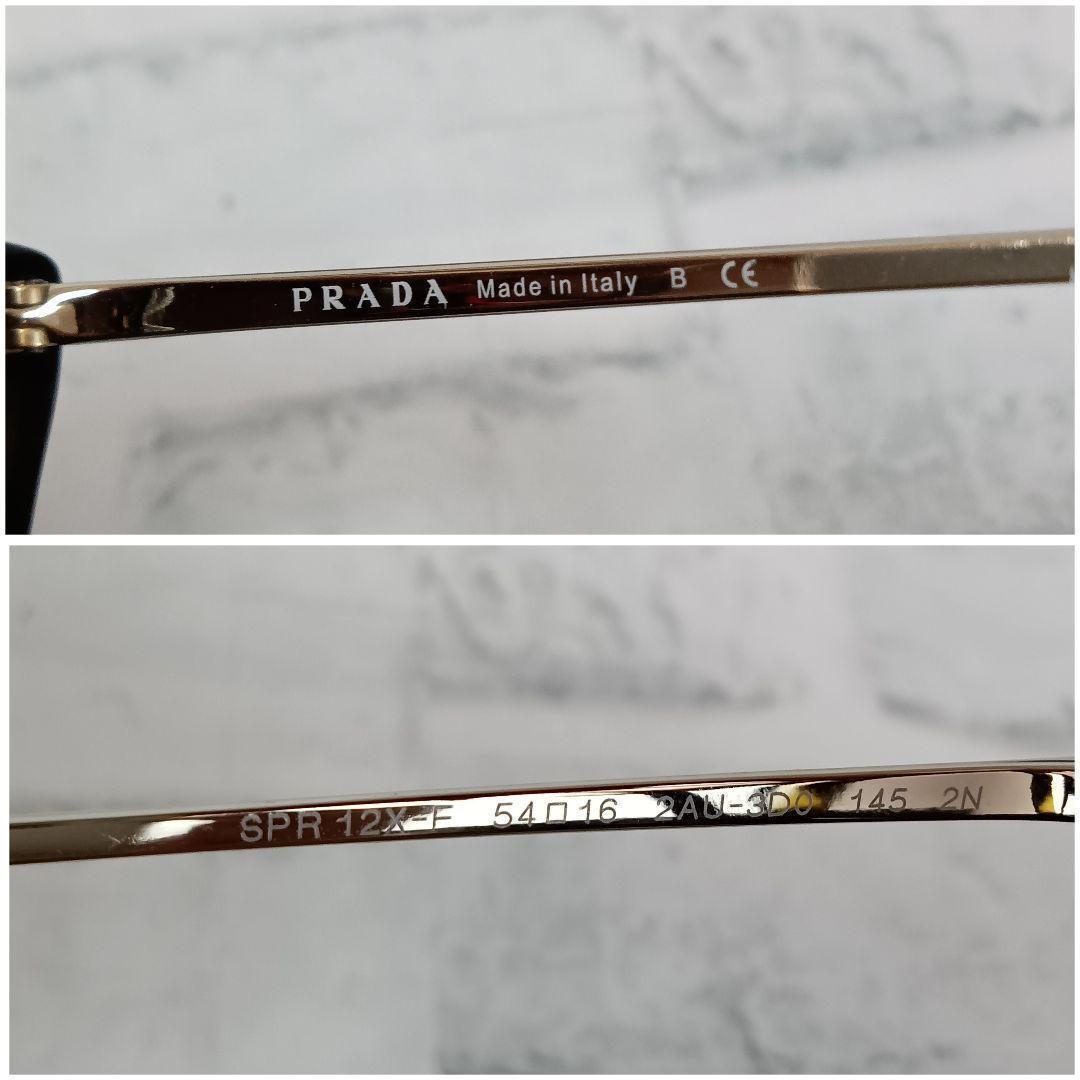 PRADA Made in Italy B CE
SPR 12X-F 54□16 2AU-3D0 145 2N